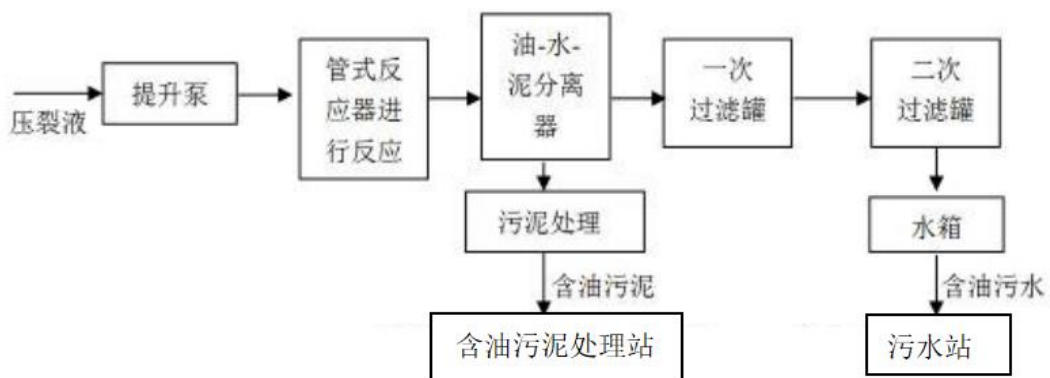 压裂液
提升泵
管式反
应器进
行反应
油-水-
泥分离
器
一次
过滤罐
二次
过滤罐
污泥处理
水箱
含油污泥
含油污水
含油污泥处理站
污水站